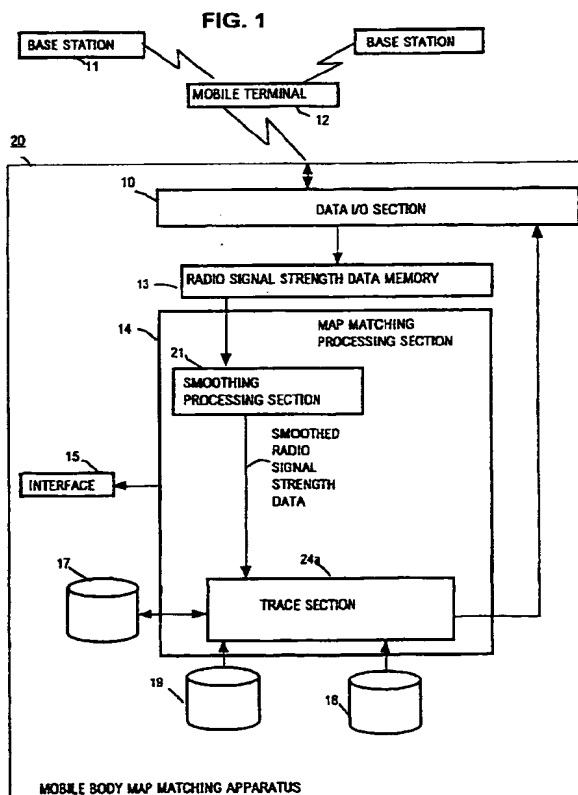 FIG. 1
BASE STATION
11
BASE STATION
MOBILE TERMINAL
12
20
10
DATA I/O SECTION
13
RADIO SIGNAL STRENGTH DATA MEMORY
14
MAP MATCHING
PROCESSING SECTION
21
SMOOTHING
PROCESSING SECTION
SMOOTHED
RADIO
SIGNAL
STRENGTH
DATA
15
INTERFACE
17
24a
TRACE SECTION
19
18
MOBILE BODY MAP MATCHING APPARATUS